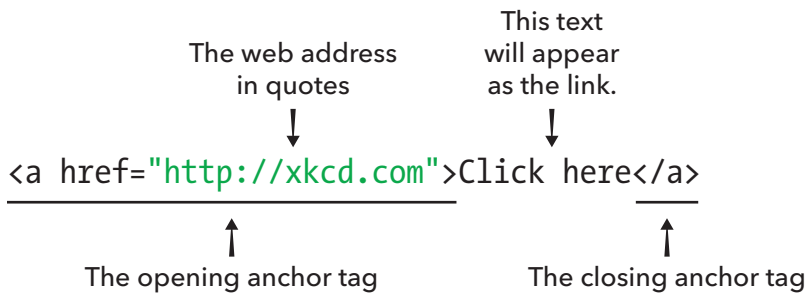 This text
The web address will appear
in quotes as the link.
<a href="http://xkcd.com">Click here</a>
The opening anchor tag The closing anchor tag